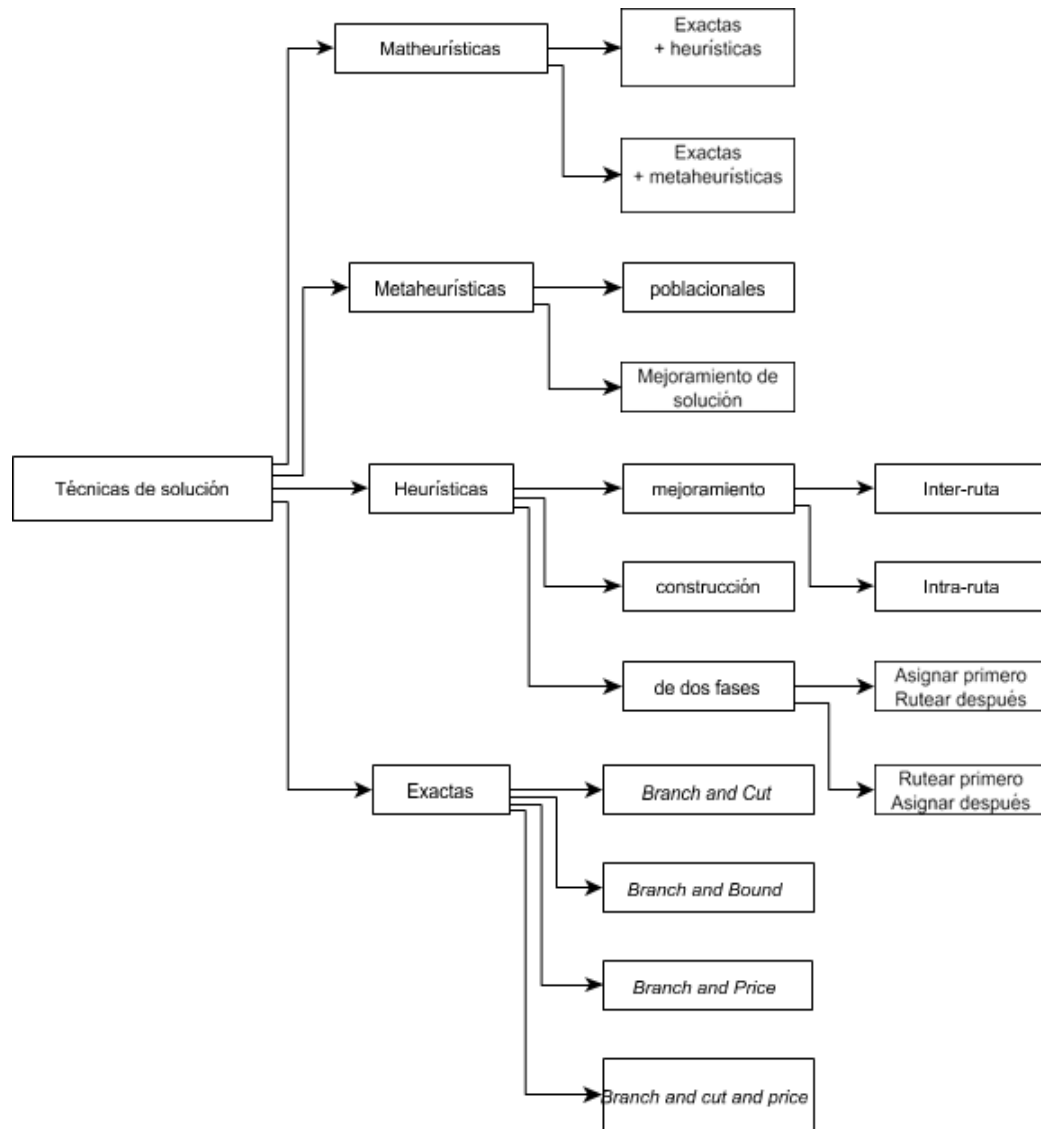 Matheurísticas
Exactas
+ heurísticas
Exactas
+ metaheurísticas
Metaheurísticas
poblacionales
Mejoramiento de
solución
Técnicas de solución
Heurísticas
mejoramiento
Inter-ruta
construcción
Intra-ruta
de dos fases
Asignar primero
Rutear después
Exactas
Branch and Cut
Rutear primero
Asignar después
Branch and Bound
Branch and Price
Branch and cut and price